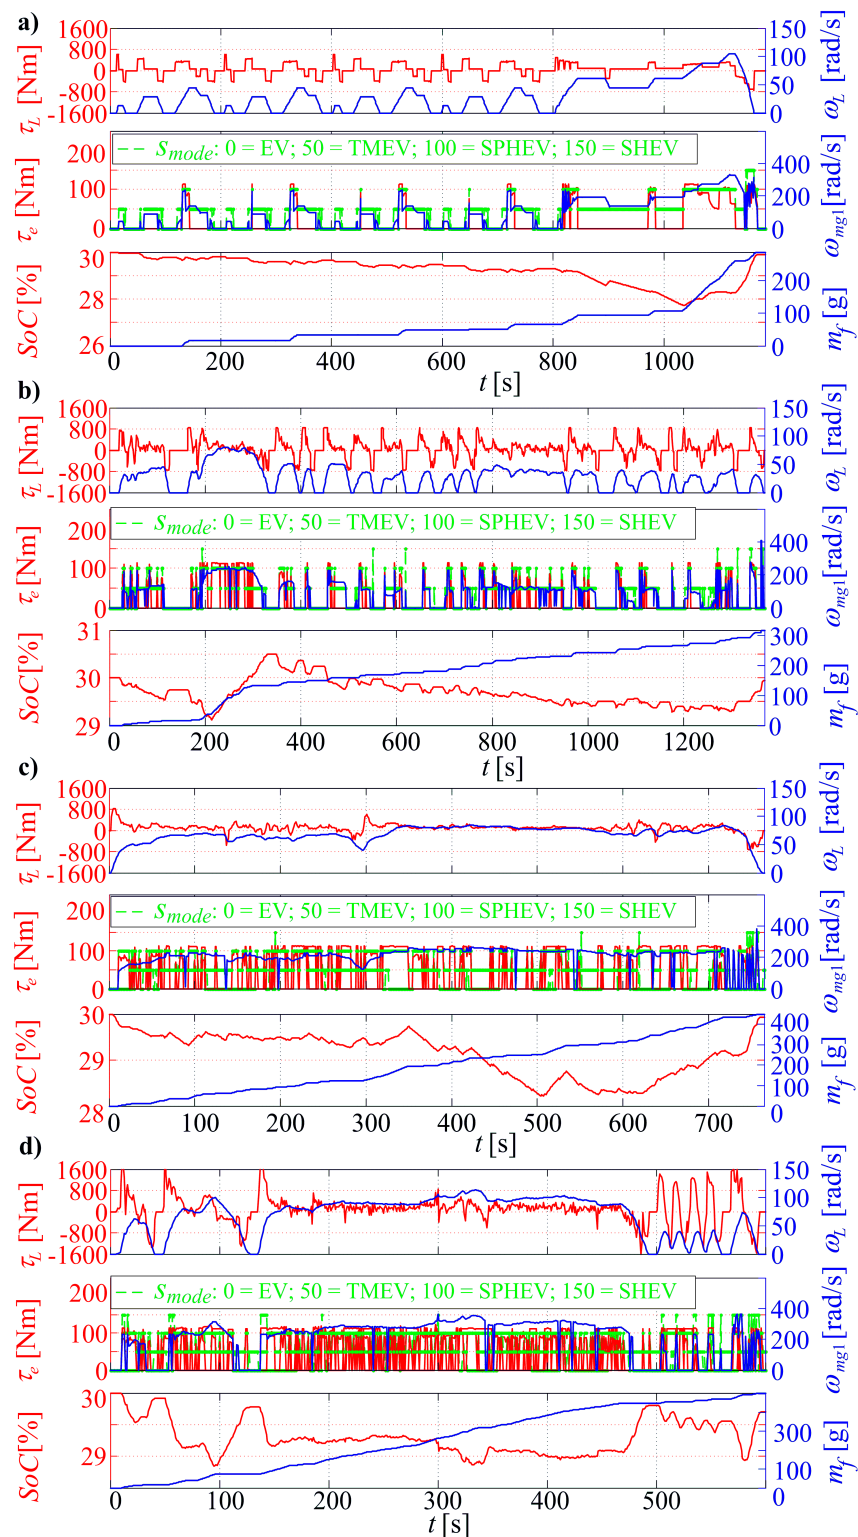 a)
1600
800
0
-800
-1600
τL [Nm]
150
100
50
0
ωL [rad/s]
200
100
0
τe [Nm]
Smode: 0 = EV; 50 = TMEV; 100 = SPHEV; 150 = SHEV
400
200
0
ωmg1[rad/s]
30
28
26
SoC [%]
200
100
0
mf [g]
0 200 400 600 800 1000
t [s]
b)
1600
800
0
-800
-1600
τL [Nm]
150
100
50
0
ωL [rad/s]
200
100
0
τe [Nm]
Smode: 0 = EV; 50 = TMEV; 100 = SPHEV; 150 = SHEV
400
200
0
ωmg1[rad/s]
31
30
29
SoC [%]
300
200
100
0
mf [g]
0 200 400 600 800 1000 1200
t [s]
c)
1600
800
0
-800
-1600
τL [Nm]
150
100
50
0
ωL [rad/s]
200
100
0
τe [Nm]
Smode: 0 = EV; 50 = TMEV; 100 = SPHEV; 150 = SHEV
400
200
0
ωmg1[rad/s]
30
29
28
SoC [%]
400
300
200
100
0
mf [g]
0 100 200 300 400 500 600 700
t [s]
d)
1600
800
0
-800
-1600
τL [Nm]
150
100
50
0
ωL [rad/s]
200
100
0
τe [Nm]
Smode: 0 = EV; 50 = TMEV; 100 = SPHEV; 150 = SHEV
400
200
0
ωmg1[rad/s]
30
29
SoC[%]
300
200
100
0
mf [g]
0 100 200 300 400 500
t [s]